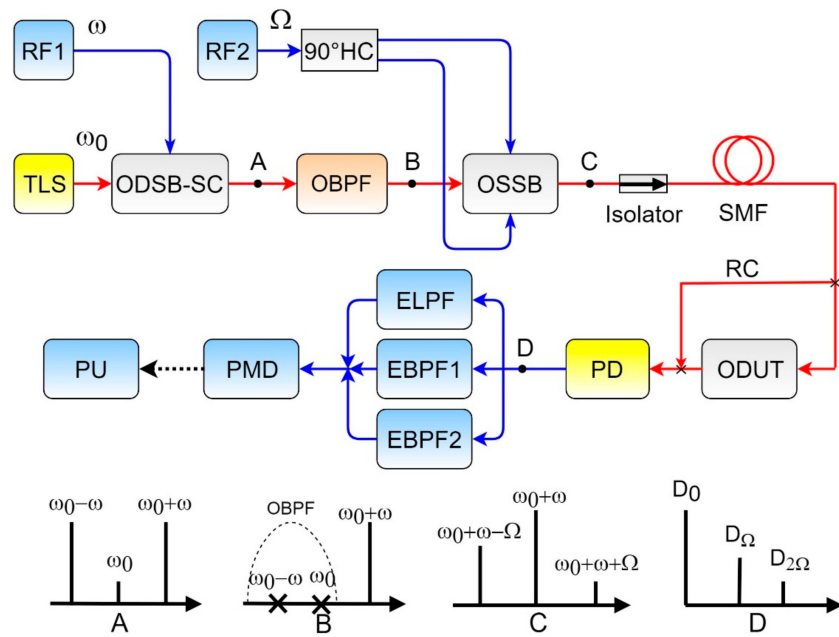 ω
Ω
RF1
RF2
90°HC
ω0
A
B
C
TLS
ODSB-SC
OBPF
OSSB
Isolator
SMF
RC
ELPF
D
PU
PMD
EBPF1
PD
ODUT
EBPF2
ω0−ω
ω0+ω
ω0
A
OBPF
ω0+ω
ω0−ω
ω0
B
ω0+ω
ω0+ω−Ω
ω0+ω+Ω
C
D0
DΩ
D2Ω
D